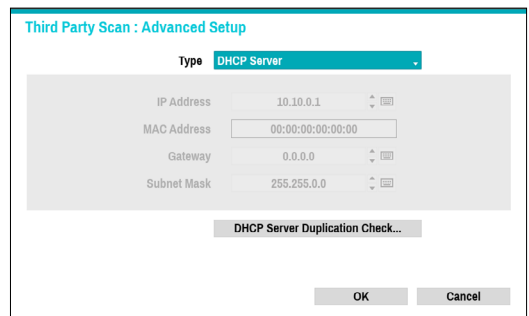 Third Party Scan : Advanced Setup
Type DHCP Server
IP Address 10.10.0.1
MAC Address 00:00:00:00:00:00
Gateway 0.0.0.0
Subnet Mask 255.255.0.0
DHCP Server Duplication Check...
OK Cancel